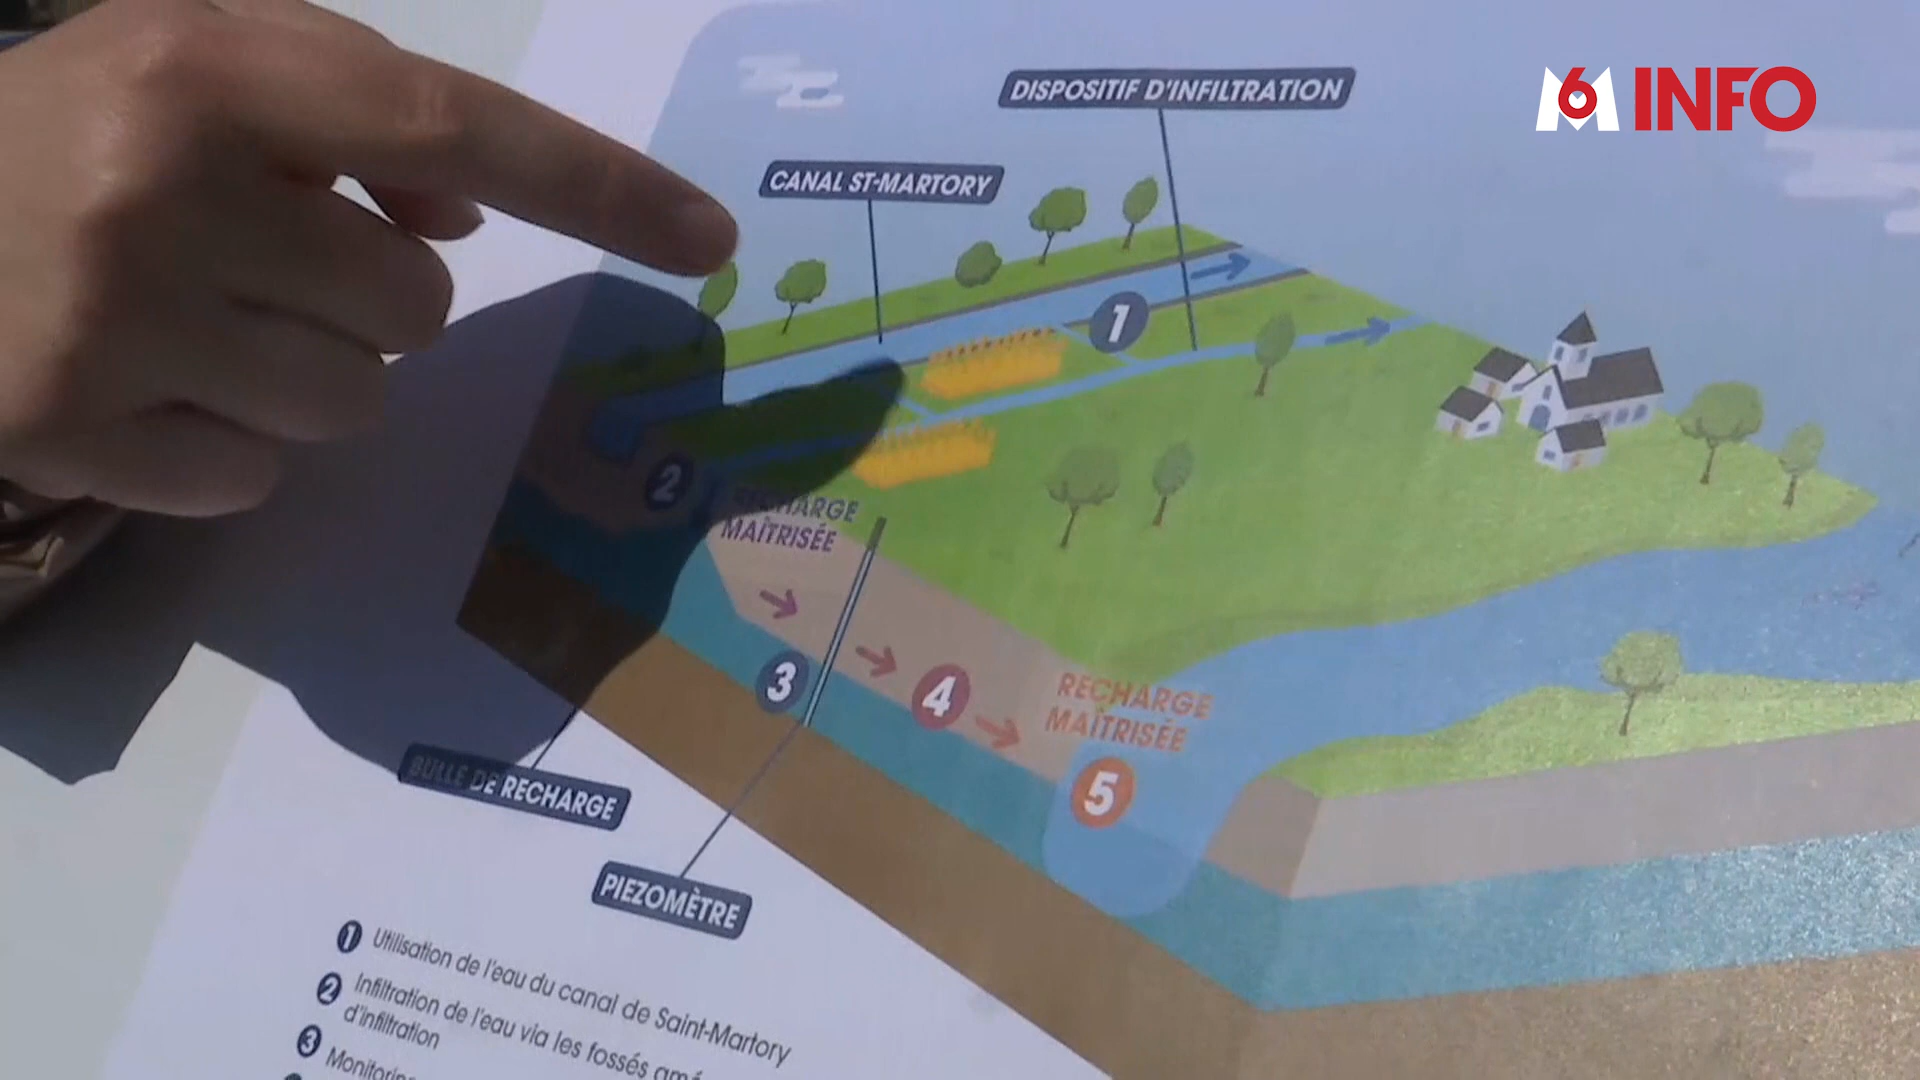 M6 INFO
DISPOSITIF D'INFILTRATION
CANAL ST-MARTORY
1
2
RECHARGE
MAÎTRISÉE
3
4
RECHARGE
MAÎTRISÉE
5
BULLE DE RECHARGE
PIEZOMÈTRE
1 Utilisation de l'eau du canal de Saint-Martory
2 Infiltration de l'eau via les fossés
d'infiltration
3